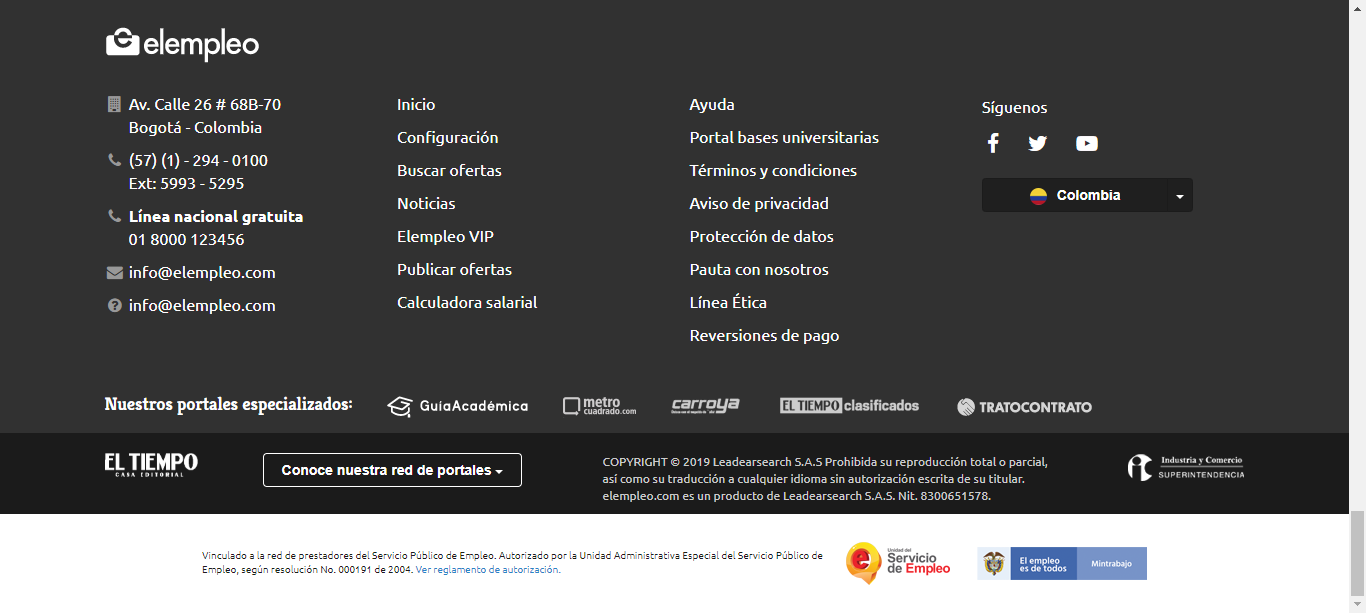 elempleo
Av. Calle 26 # 68B-70
Bogotá - Colombia
(57) (1) - 294 - 0100
Ext: 5993 - 5295
Línea nacional gratuita
01 8000 123456
info@elempleo.com
info@elempleo.com
Inicio
Configuración
Buscar ofertas
Noticias
Elempleo VIP
Publicar ofertas
Calculadora salarial
Ayuda
Portal bases universitarias
Términos y condiciones
Aviso de privacidad
Protección de datos
Pauta con nosotros
Línea Ética
Reversiones de pago
Síguenos
Colombia
Nuestros portales especializados:
GuíaAcadémica
metro
cuadrado.com
carroya
EL TIEMPO clasificados
TRATOCONTRATO
EL TIEMPO
CASA EDITORIAL
Conoce nuestra red de portales
COPYRIGHT © 2019 Leadearsearch S.A.S Prohibida su reproducción total o parcial,
así como su traducción a cualquier idioma sin autorización escrita de su titular.
elempleo.com es un producto de Leadearsearch S.A.S. Nit. 8300651578.
Industria y Comercio
SUPERINTENDENCIA
Vinculado a la red de prestadores del Servicio Público de Empleo. Autorizado por la Unidad Administrativa Especial del Servicio Público de
Empleo, según resolución No. 000191 de 2004. Ver reglamento de autorización.
Unidad del
Servicio
de Empleo
El empleo
es de todos
Mintrabajo